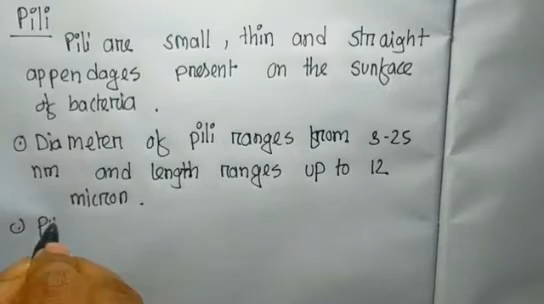 Pili
Pili are small, thin and straight
appendages present on the surface
of bacteria.
⊙ Diameter of pili ranges from 3-25
nm and length ranges up to 12
micron.